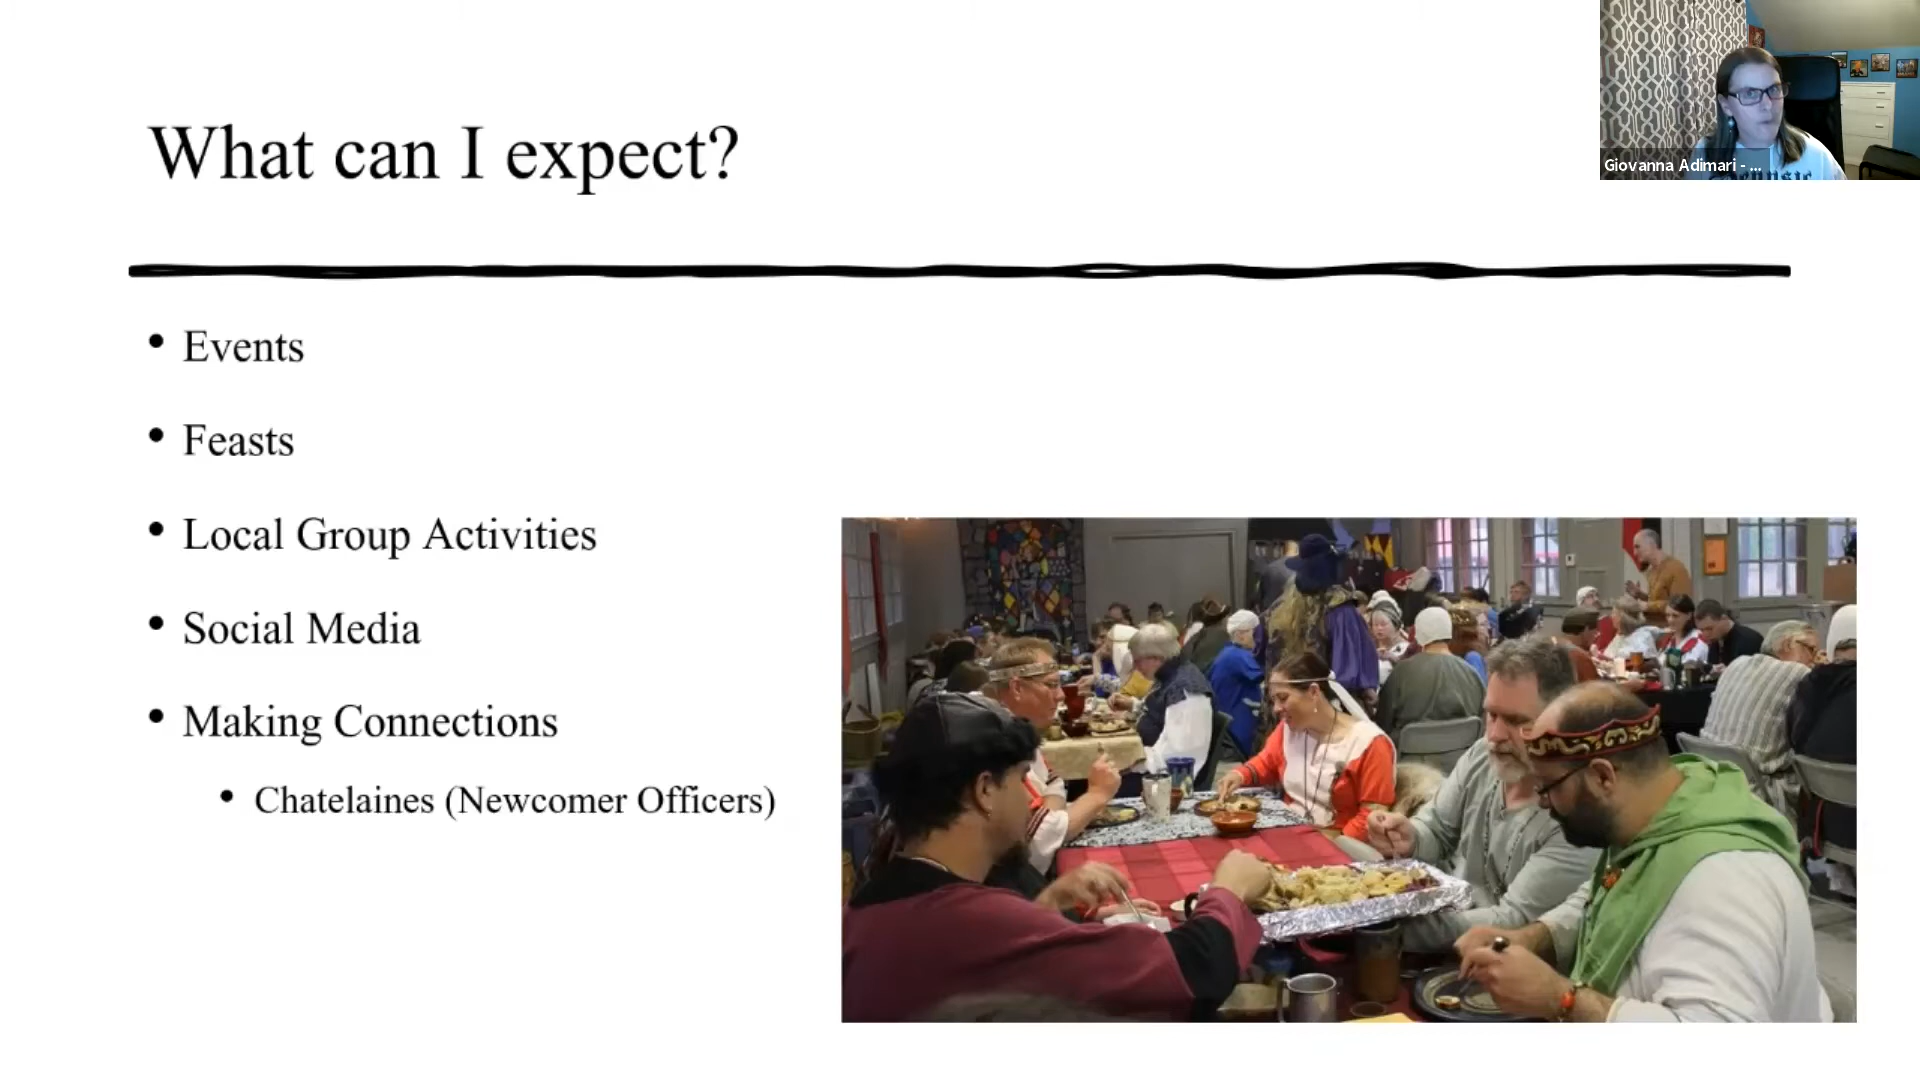 What can I expect?
Giovanna Adimari - ...
• Events
• Feasts
• Local Group Activities
• Social Media
• Making Connections
• Chatelaines (Newcomer Officers)